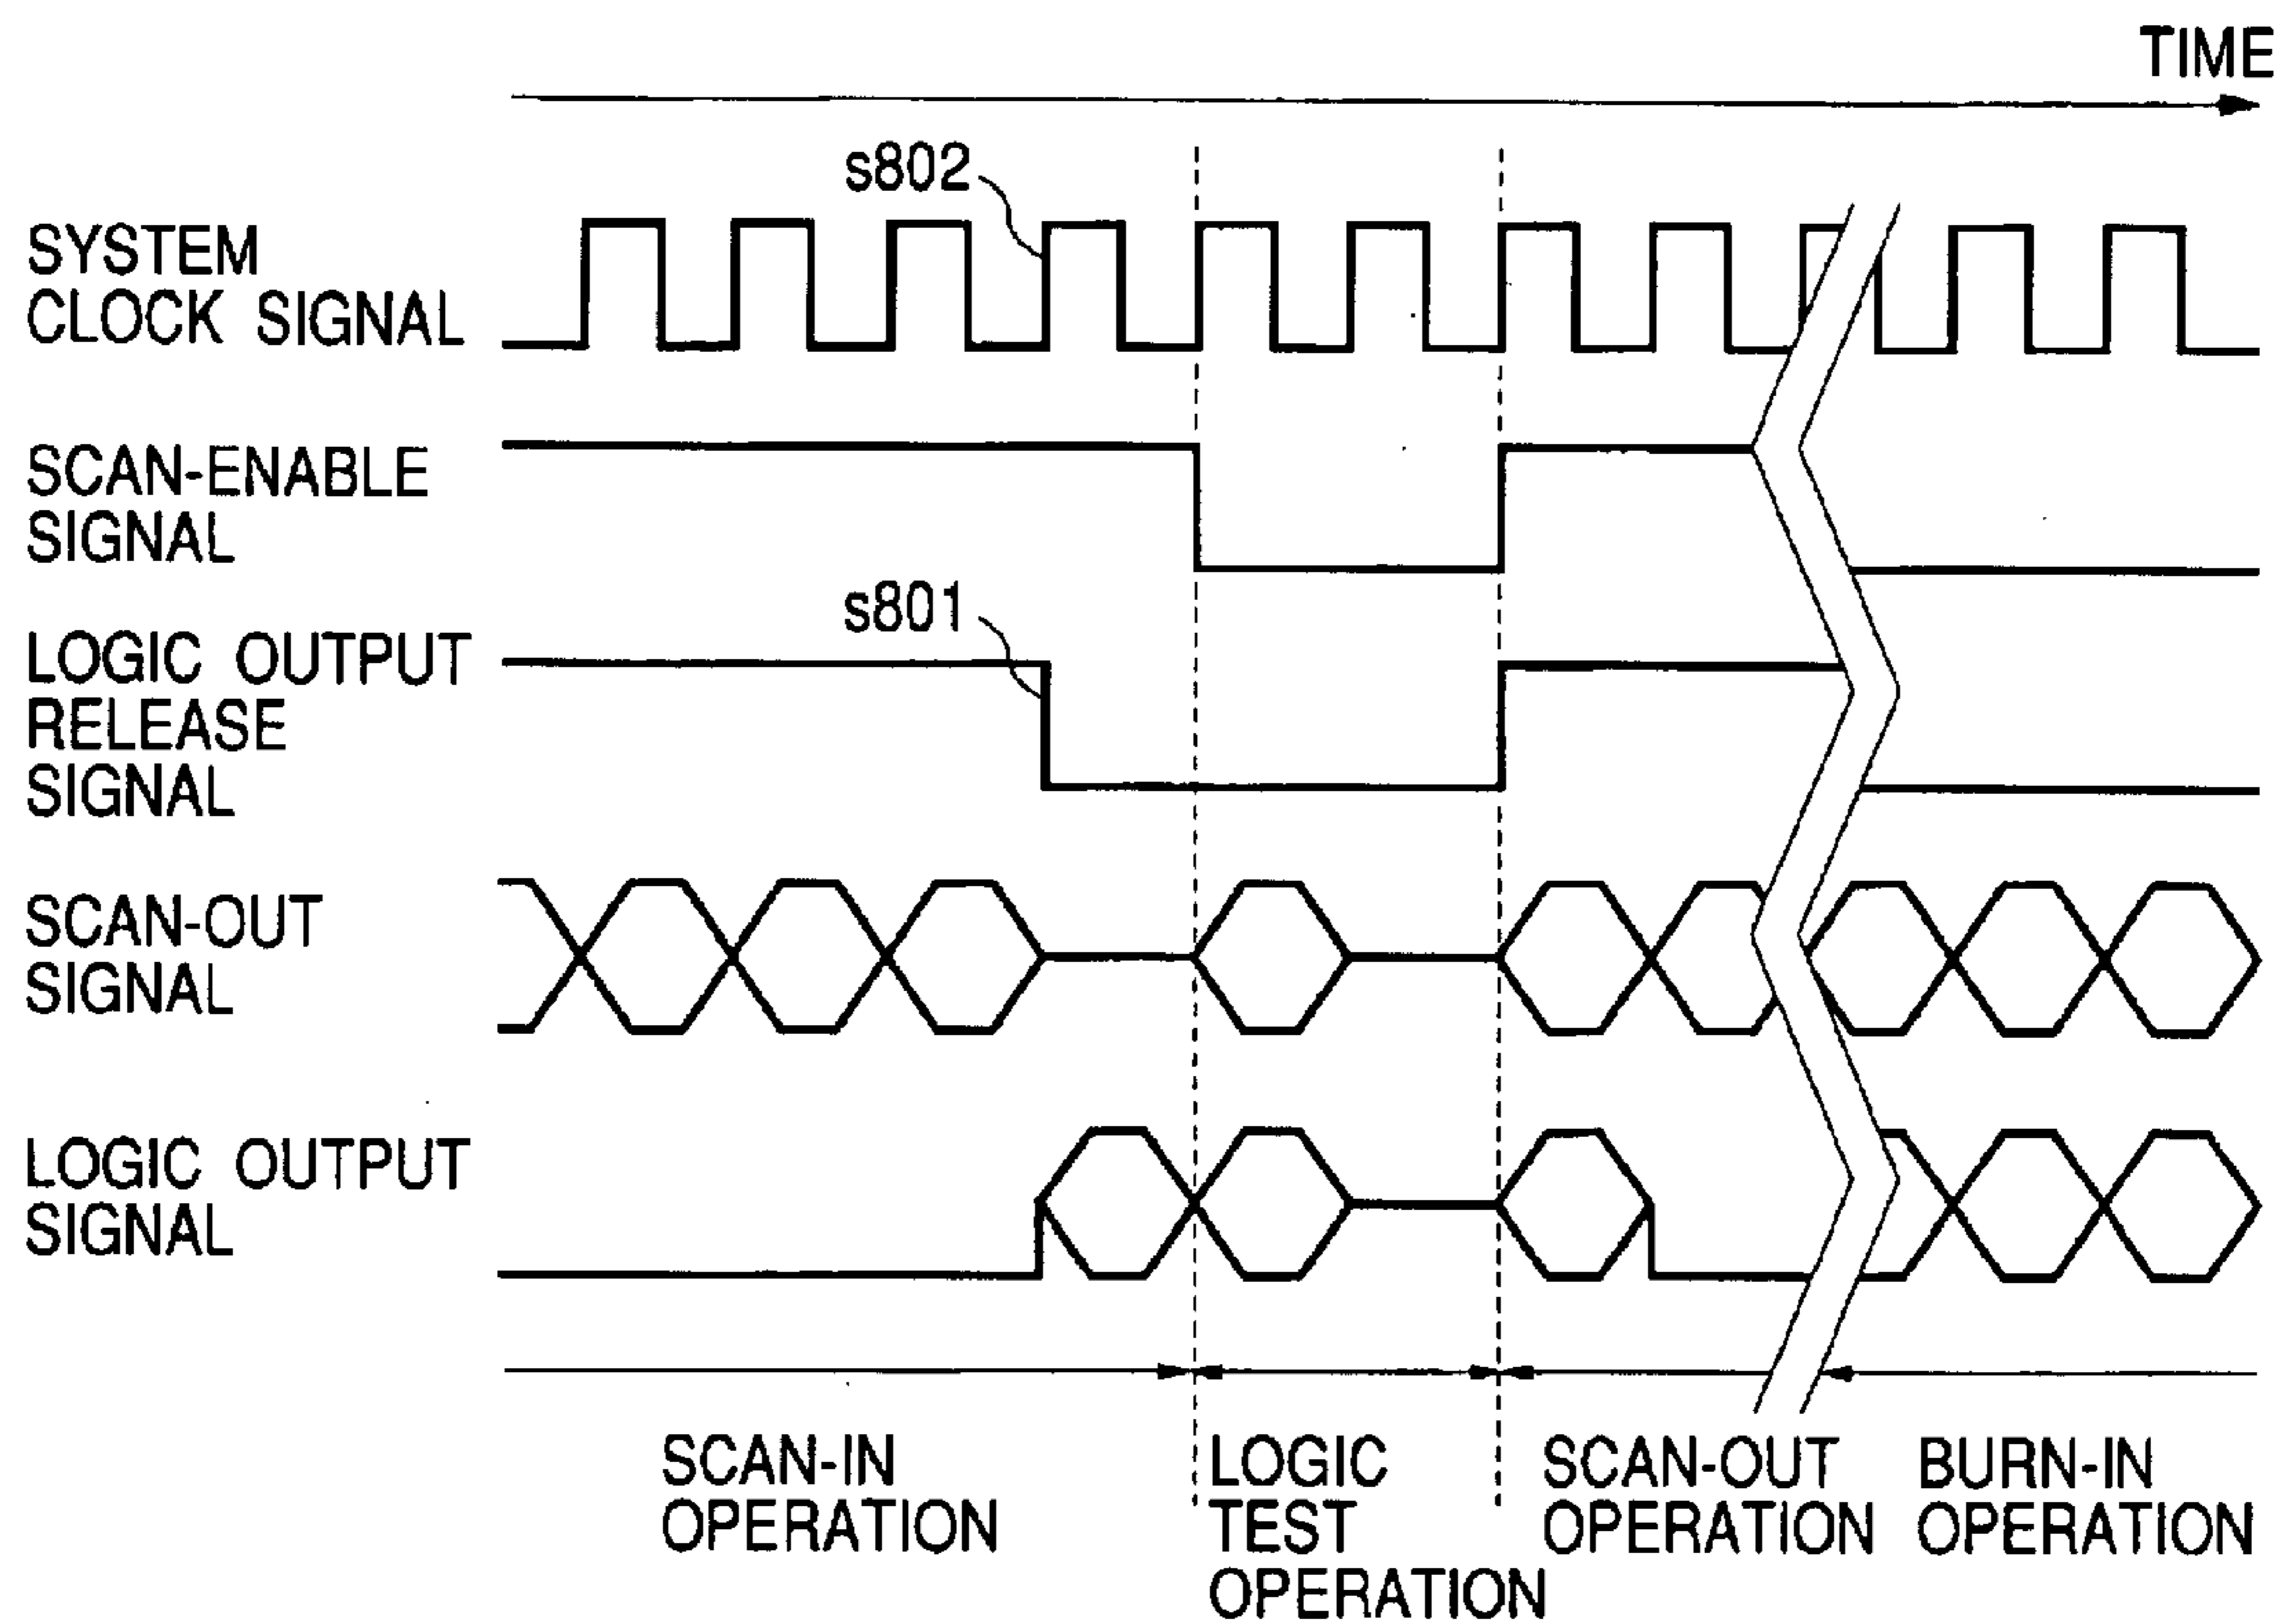 TIME
s802
SYSTEM
CLOCK SIGNAL
SCAN-ENABLE
SIGNAL
s801
LOGIC OUTPUT
RELEASE
SIGNAL
SCAN-OUT
SIGNAL
LOGIC OUTPUT
SIGNAL
SCAN-IN
OPERATION
LOGIC
TEST
OPERATION
SCAN-OUT
OPERATION
BURN-IN
OPERATION